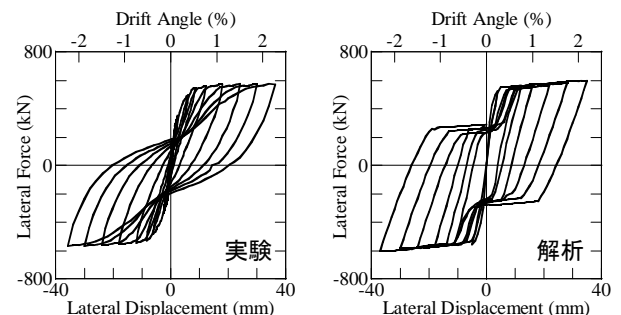 Drift Angle (%)
-2 -1 0 1 2
800
0
-800
Lateral Force (kN)
実験
-40 0 40
Lateral Displacement (mm)
Drift Angle (%)
-2 -1 0 1 2
800
0
-800
Lateral Force (kN)
解析
-40 0 40
Lateral Displacement (mm)